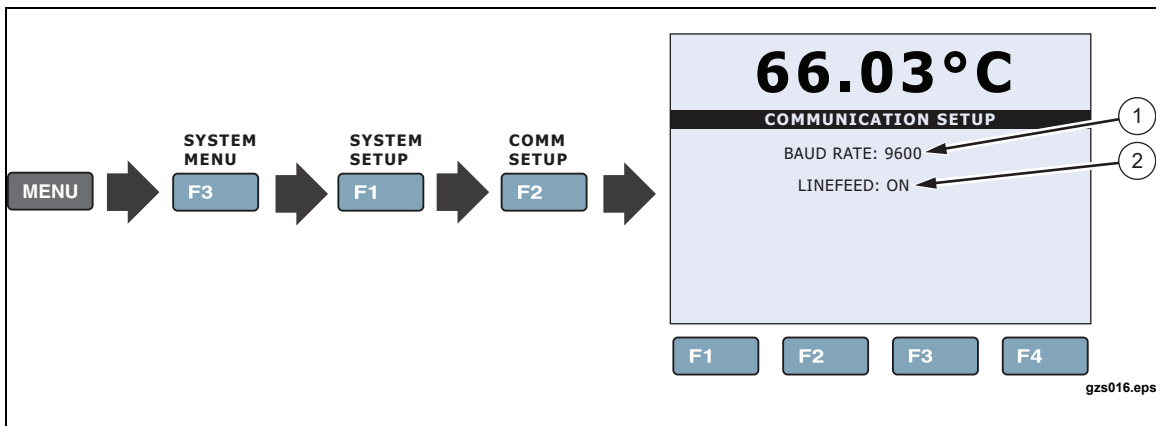 MENU
SYSTEM
MENU
F3
SYSTEM
SETUP
F1
COMM
SETUP
F2
66.03°C
COMMUNICATION SETUP
BAUD RATE: 9600
1
LINEFEED: ON
2
F1 F2 F3 F4
gzs016.eps